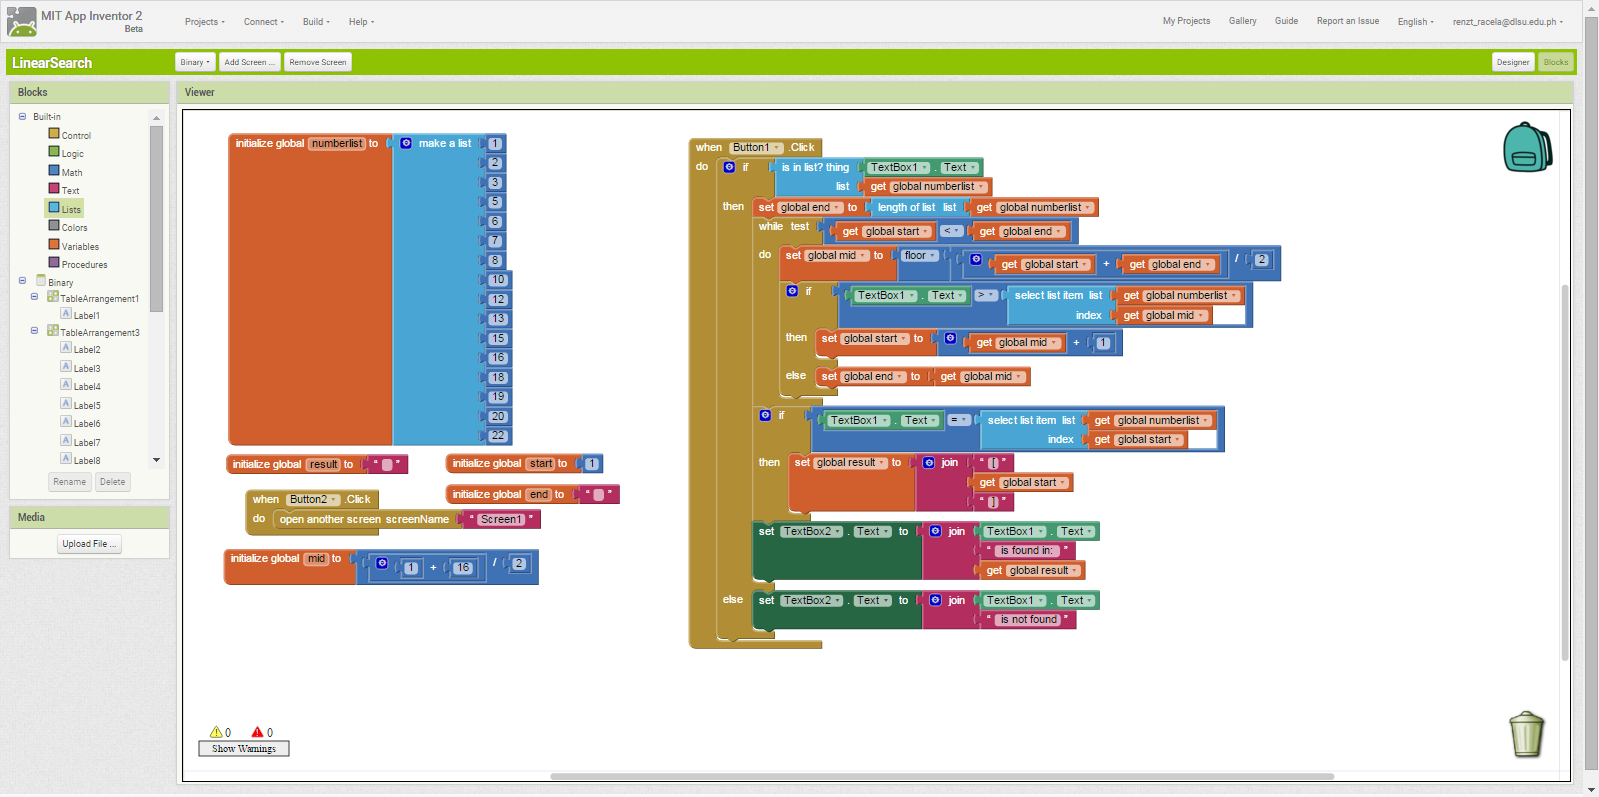 MIT App Inventor 2
Beta
Projects Connect Build Help
My Projects Gallery Guide Report an Issue English renzt_racela@dlsu.edu.ph
LinearSearch
Binary Add Screen ... Remove Screen
Designer Blocks
Blocks
Built-in
Control
Logic
Math
Text
Lists
Colors
Variables
Procedures
Binary
TableArrangement1
Label1
TableArrangement3
Label2
Label3
Label4
Label5
Label6
Label7
Label8
Rename Delete
Media
Upload File ...
Viewer
initialize global numberlist to make a list 1
2
3
5
6
7
8
10
12
13
15
16
18
19
20
22
initialize global result to " "
initialize global start to 1
initialize global end to " "
when Button2 .Click
do open another screen screenName " Screen1 "
initialize global mid to 1 + 16 / 2
0 0
Show Warnings
when Button1 .Click
do if is in list? thing TextBox1 . Text
list get global numberlist
then set global end to length of list list get global numberlist
while test get global start < get global end
do set global mid to floor get global start + get global end / 2
if TextBox1 . Text > select list item list get global numberlist
index get global mid
then set global start to get global mid + 1
else set global end to get global mid
if TextBox1 . Text = select list item list get global numberlist
index get global start
then set global result to join " [ "
get global start
" ] "
set TextBox2 . Text to join TextBox1 . Text
" is found in: "
get global result
else set TextBox2 . Text to join TextBox1 . Text
" is not found "